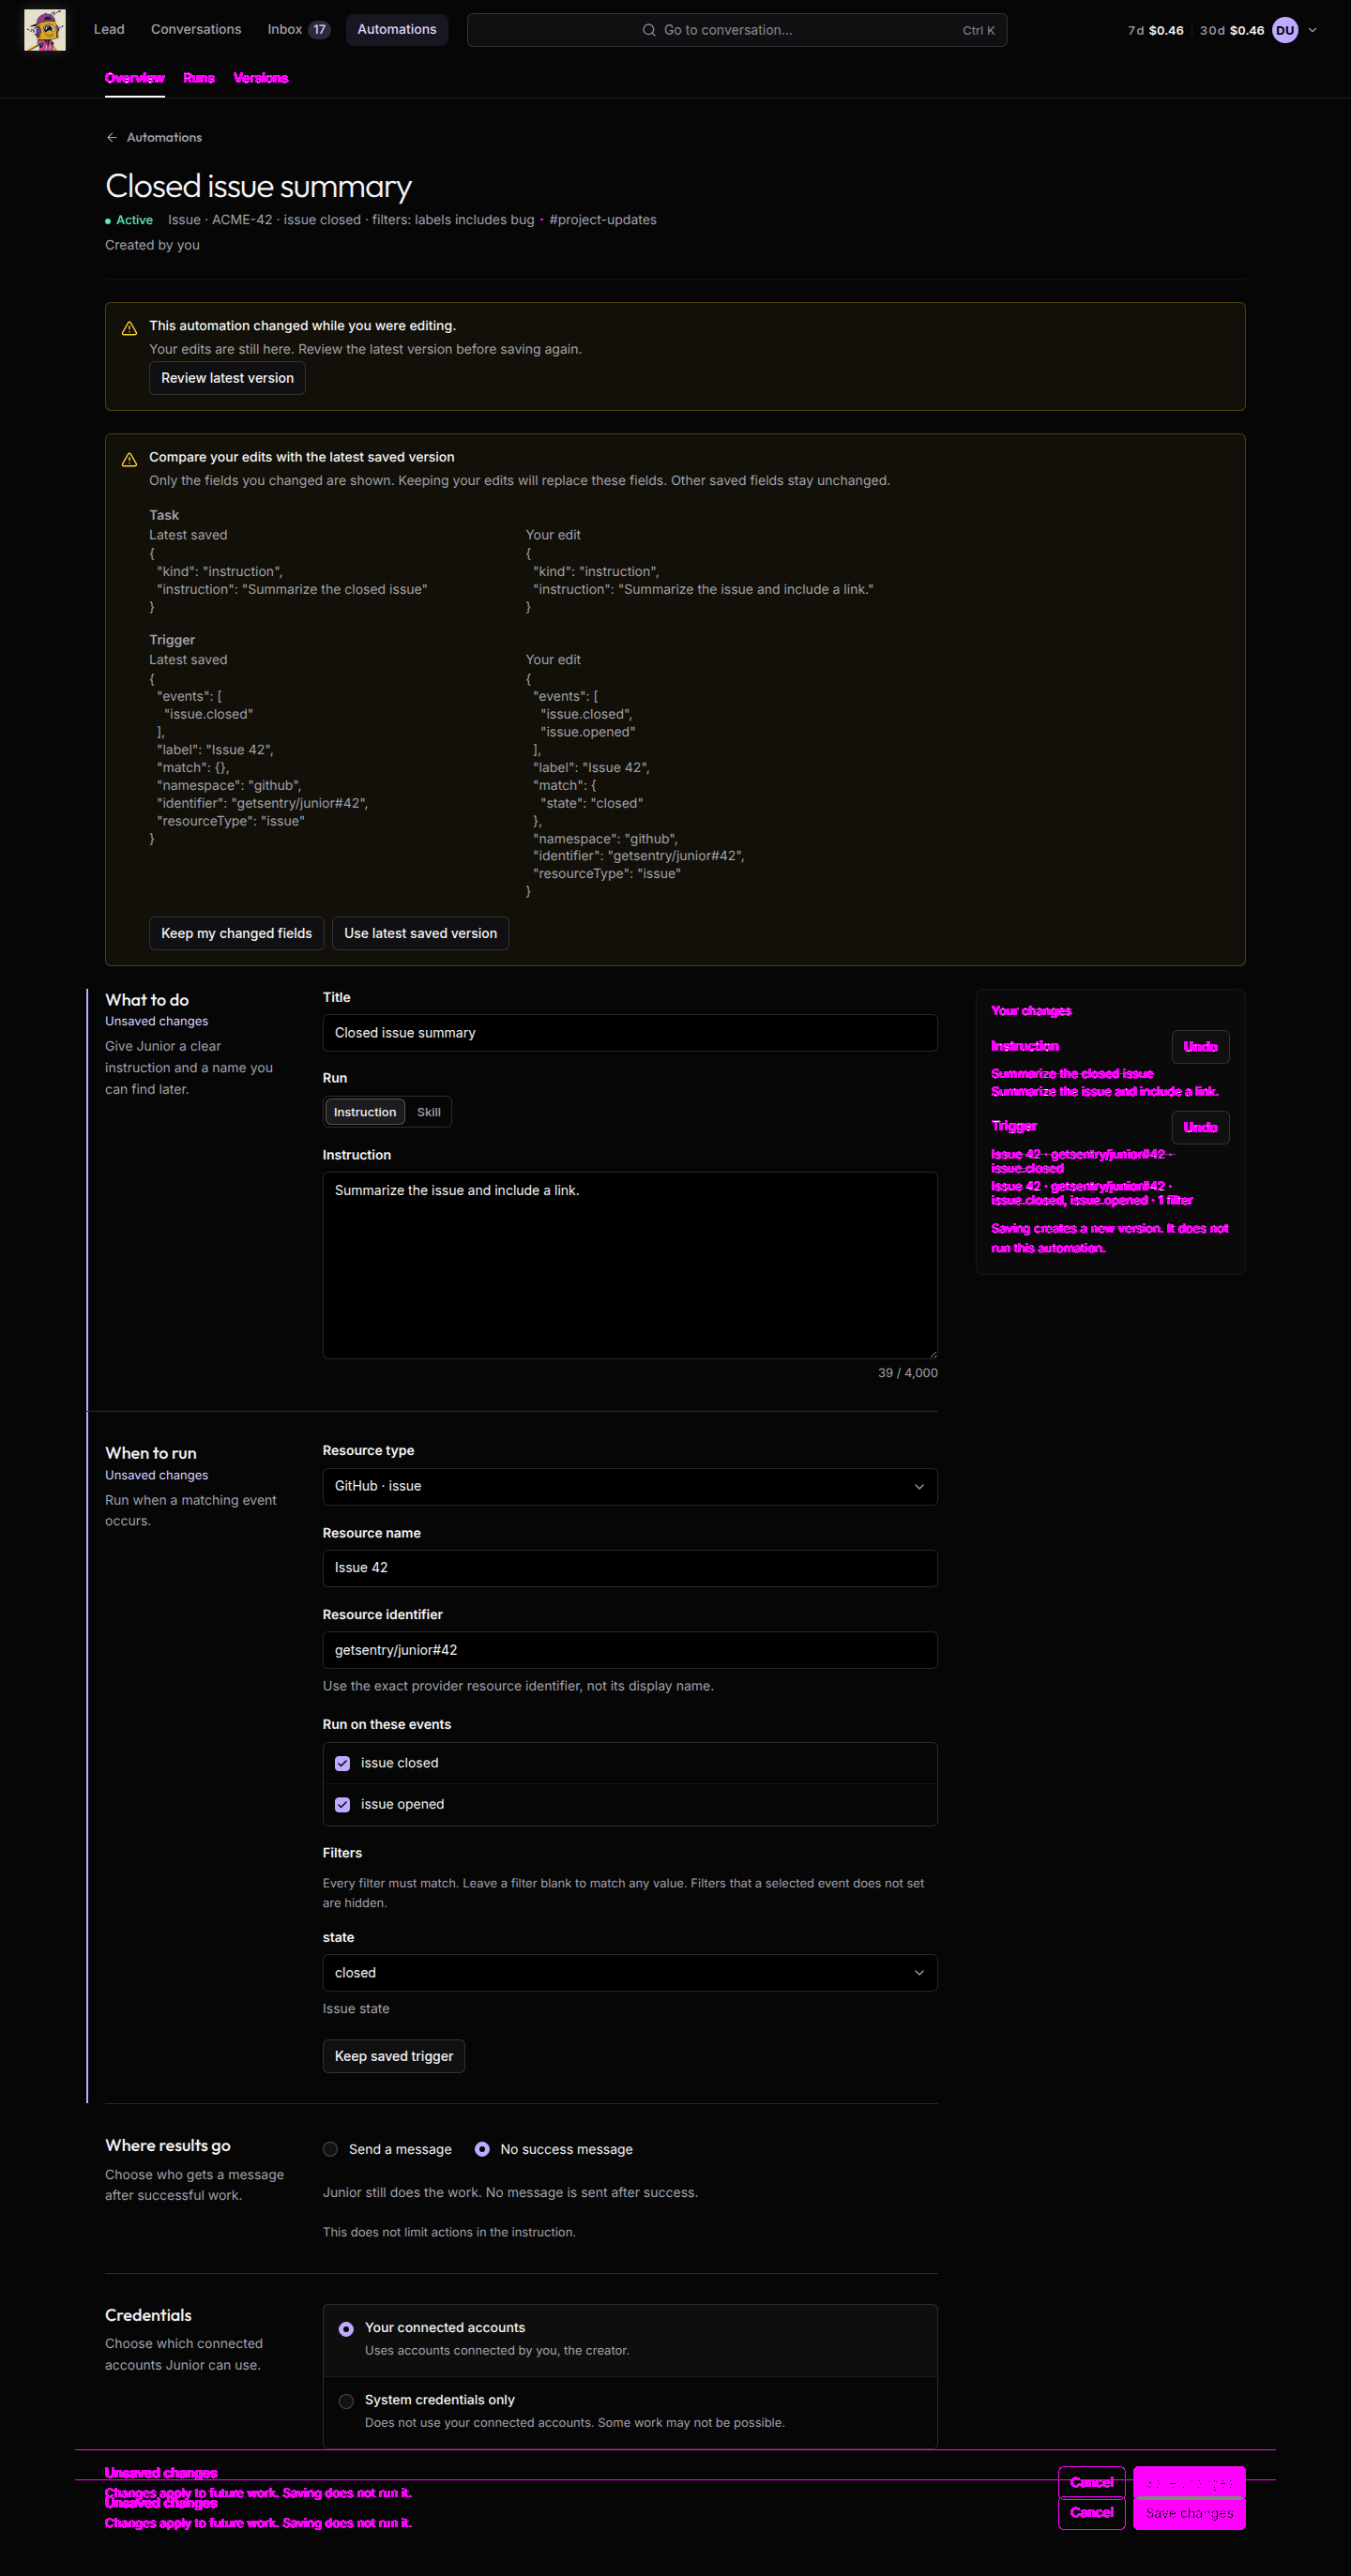 Lead
Conversations
Inbox 17
Automations
Go to conversation...
Ctrl K
7d $0.46
30d $0.46
DU
Overview
Runs
Versions
Automations
Closed issue summary
Active
Issue · ACME-42 · issue closed · filters: labels includes bug · #project-updates
Created by you
This automation changed while you were editing.
Your edits are still here. Review the latest version before saving again.
Review latest version
Compare your edits with the latest saved version
Only the fields you changed are shown. Keeping your edits will replace these fields. Other saved fields stay unchanged.
Task
Latest saved
{
"kind": "instruction",
"instruction": "Summarize the closed issue"
}
Your edit
{
"kind": "instruction",
"instruction": "Summarize the issue and include a link."
}
Trigger
Latest saved
{
"events": [
"issue.closed"
],
"label": "Issue 42",
"match": {},
"namespace": "github",
"identifier": "getsentry/junior#42",
"resourceType": "issue"
}
Your edit
{
"events": [
"issue.closed",
"issue.opened"
],
"label": "Issue 42",
"match": {
"state": "closed"
},
"namespace": "github",
"identifier": "getsentry/junior#42",
"resourceType": "issue"
}
Keep my changed fields
Use latest saved version
What to do
Unsaved changes
Give Junior a clear
instruction and a name you
can find later.
Title
Closed issue summary
Run
Instruction
Skill
Instruction
Summarize the issue and include a link.
39 / 4,000
Your changes
Instruction
Undo
Summarize the closed issue
Summarize the issue and include a link.
Trigger
Undo
Issue 42 · getsentry/junior#42 ·
issue.closed
Issue 42 · getsentry/junior#42 ·
issue.closed, issue.opened · 1 filter
Saving creates a new version. It does not
run this automation.
When to run
Unsaved changes
Run when a matching event
occurs.
Resource type
GitHub · issue
Resource name
Issue 42
Resource identifier
getsentry/junior#42
Use the exact provider resource identifier, not its display name.
Run on these events
issue closed
issue opened
Filters
Every filter must match. Leave a filter blank to match any value. Filters that a selected event does not set
are hidden.
state
closed
Issue state
Keep saved trigger
Where results go
Choose who gets a message
after successful work.
Send a message
No success message
Junior still does the work. No message is sent after success.
This does not limit actions in the instruction.
Credentials
Choose which connected
accounts Junior can use.
Your connected accounts
Uses accounts connected by you, the creator.
System credentials only
Does not use your connected accounts. Some work may not be possible.
Unsaved changes
Changes apply to future work. Saving does not run it.
Cancel
Unsaved changes
Changes apply to future work. Saving does not run it.
Cancel
Save changes